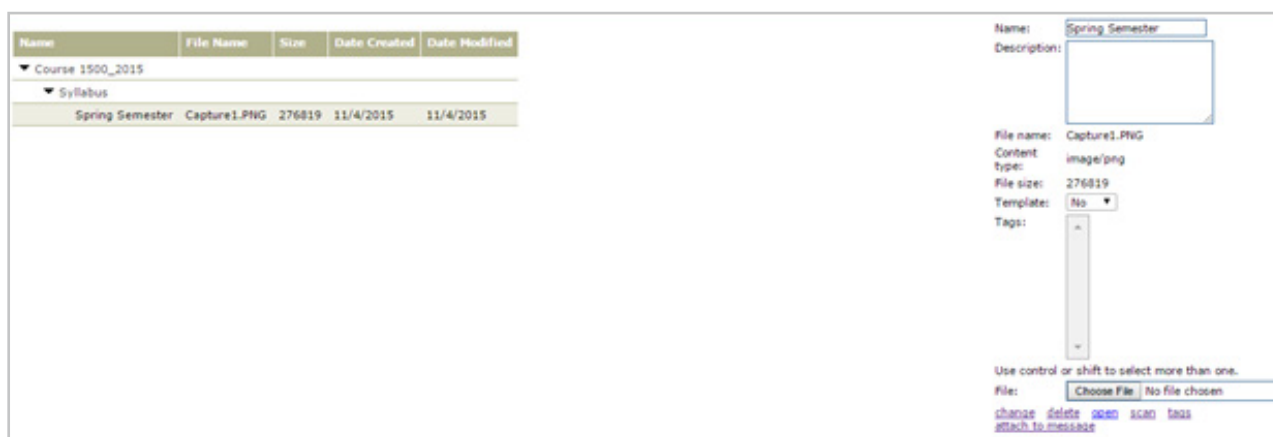 Name File Name Size Date Created Date Modified
Course 1500_2015
Syllabus
Spring Semester Capture1.PNG 276819 11/4/2015 11/4/2015
Name: Spring Semester
Description:
File name: Capture1.PNG
Content
type: image/png
File size: 276819
Template: No
Tags:
Use control or shift to select more than one.
File: Choose File No file chosen
change delete open scan tags
attach to message